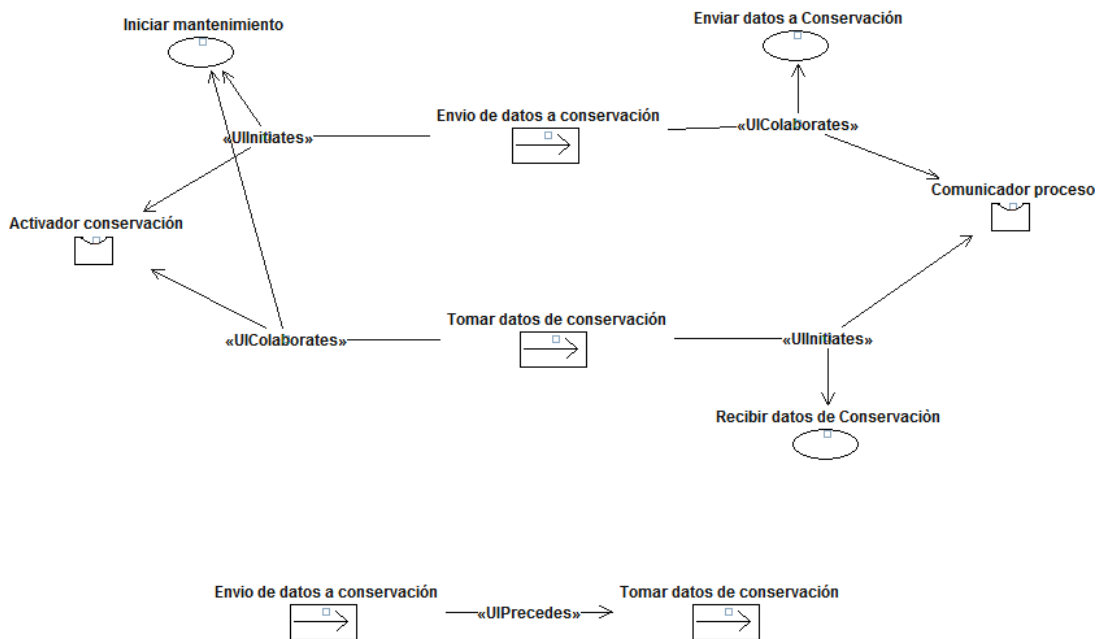 Iniciar mantenimiento
Enviar datos a Conservación
Envio de datos a conservación
«UIInitiates»
«UIColaborates»
Comunicador proceso
Activador conservación
Tomar datos de conservación
«UIColaborates»
«UIInitiates»
Recibir datos de Conservación
Envio de datos a conservación
Tomar datos de conservación
«UIPrecedes»